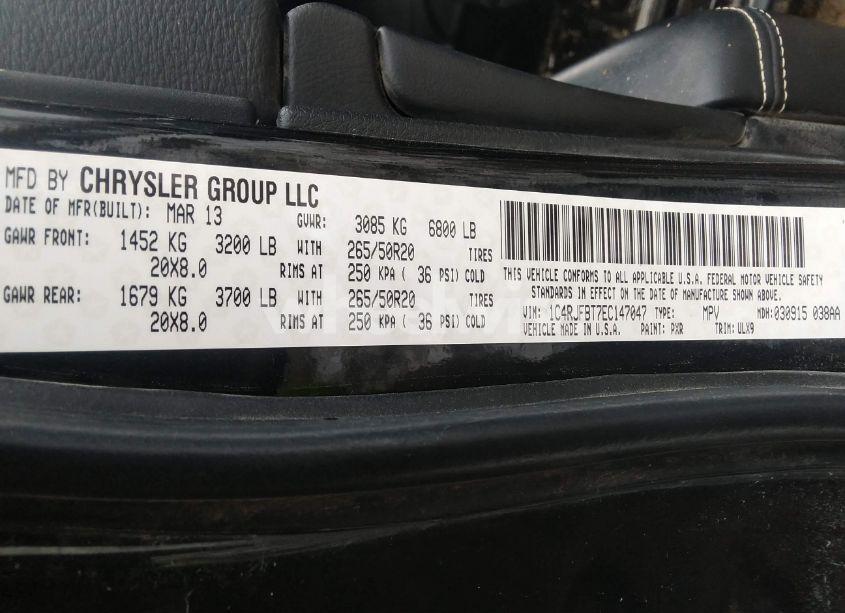 MFD BY CHRYSLER GROUP LLC
DATE OF MFR(BUILT): MAR 13 GVWR: 3085 KG 6800 LB
GAWR FRONT: 1452 KG 3200 LB WITH 265/50R20 TIRES
20X8.0 RIMS AT 250 KPA ( 36 PSI) COLD
GAWR REAR: 1679 KG 3700 LB WITH 265/50R20 TIRES
20X8.0 RIMS AT 250 KPA ( 36 PSI) COLD
THIS VEHICLE CONFORMS TO ALL APPLICABLE U.S.A. FEDERAL MOTOR VEHICLE SAFETY
STANDARDS IN EFFECT ON THE DATE OF MANUFACTURE SHOWN ABOVE.
VIN: 1C4RJFBT7EC147047 TYPE: MPV MDH: 030915 038AA
VEHICLE MADE IN U.S.A. PAINT: PXR TRIM: ULX9